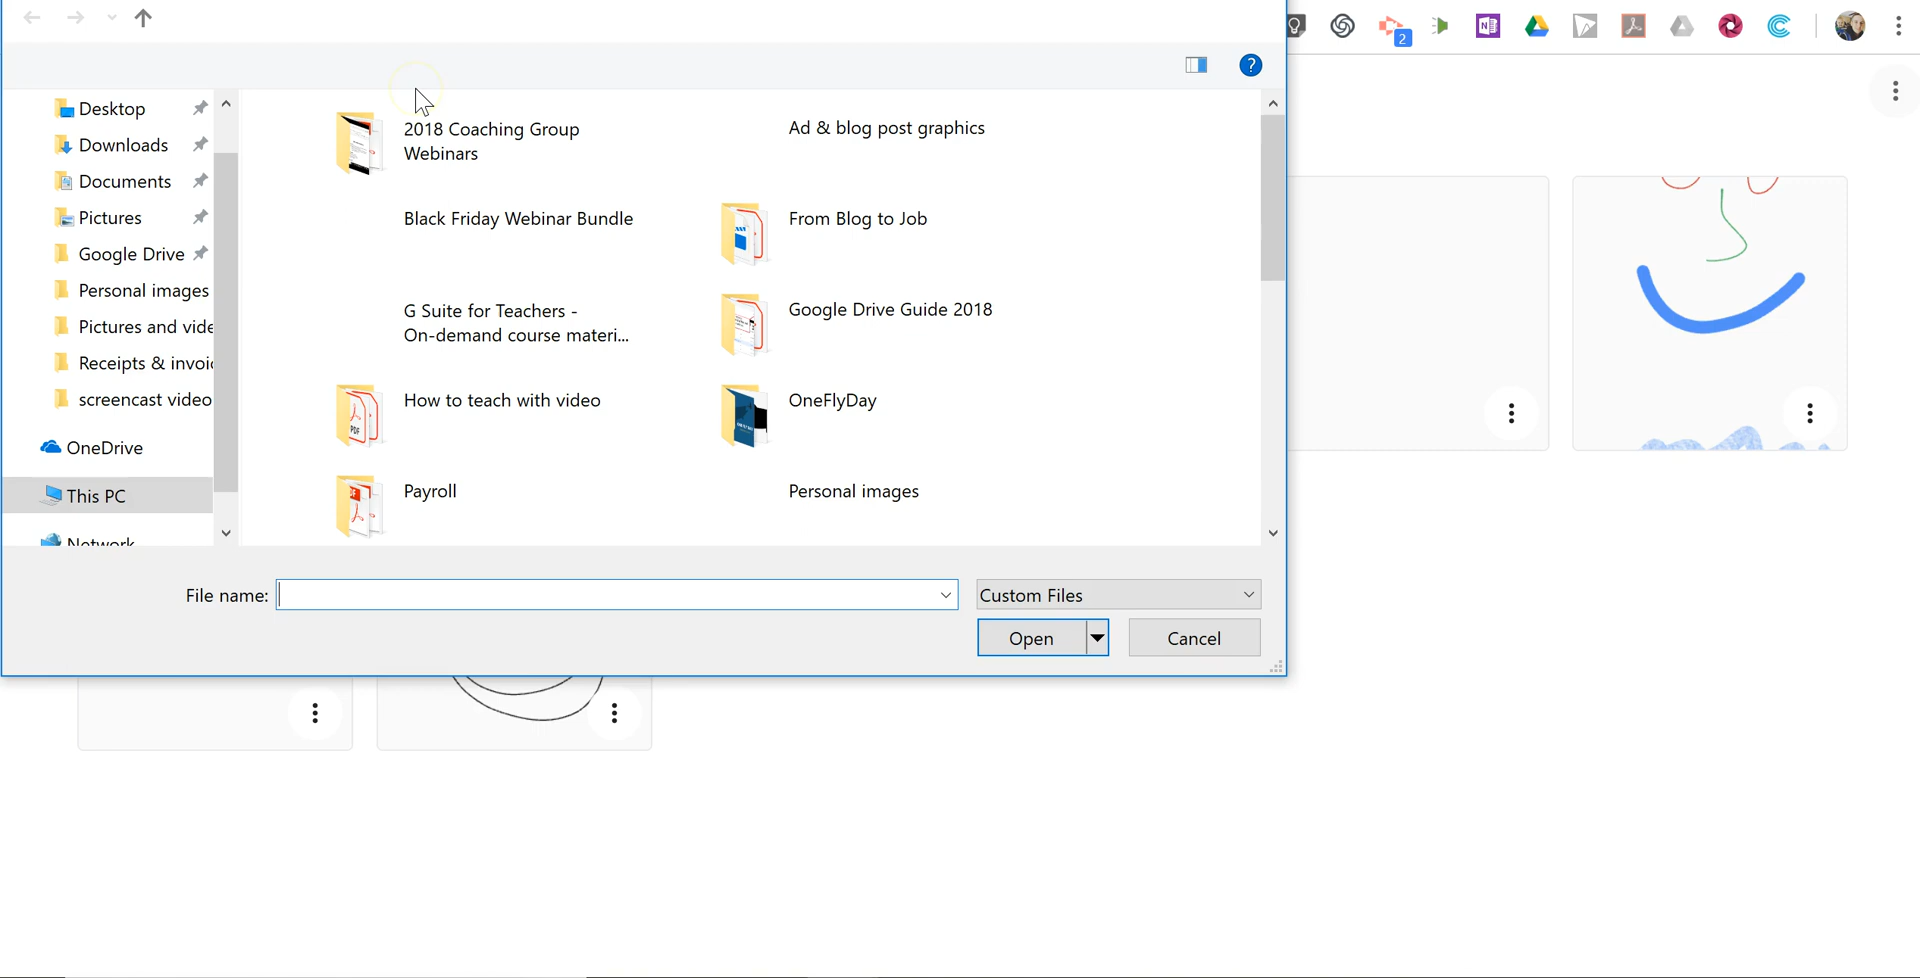 2
?
Desktop
Downloads
Documents
Pictures
Google Drive
Personal images
Pictures and vide
Receipts & invoic
screencast video
OneDrive
This PC
Network
2018 Coaching Group
Webinars
Ad & blog post graphics
Black Friday Webinar Bundle
From Blog to Job
G Suite for Teachers -
On-demand course materi...
Google Drive Guide 2018
How to teach with video
OneFlyDay
Payroll
Personal images
File name:
Custom Files
Open
Cancel